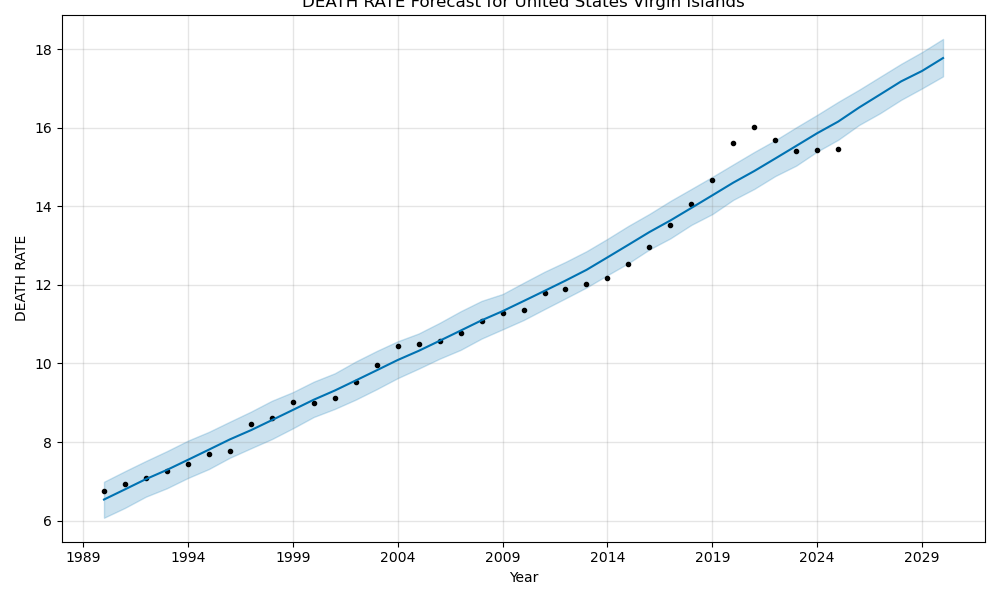 DEATH RATE Forecast for United States Virgin Islands
18
16
14
12
10
8
6
DEATH RATE
1989 1994 1999 2004 2009 2014 2019 2024 2029
Year